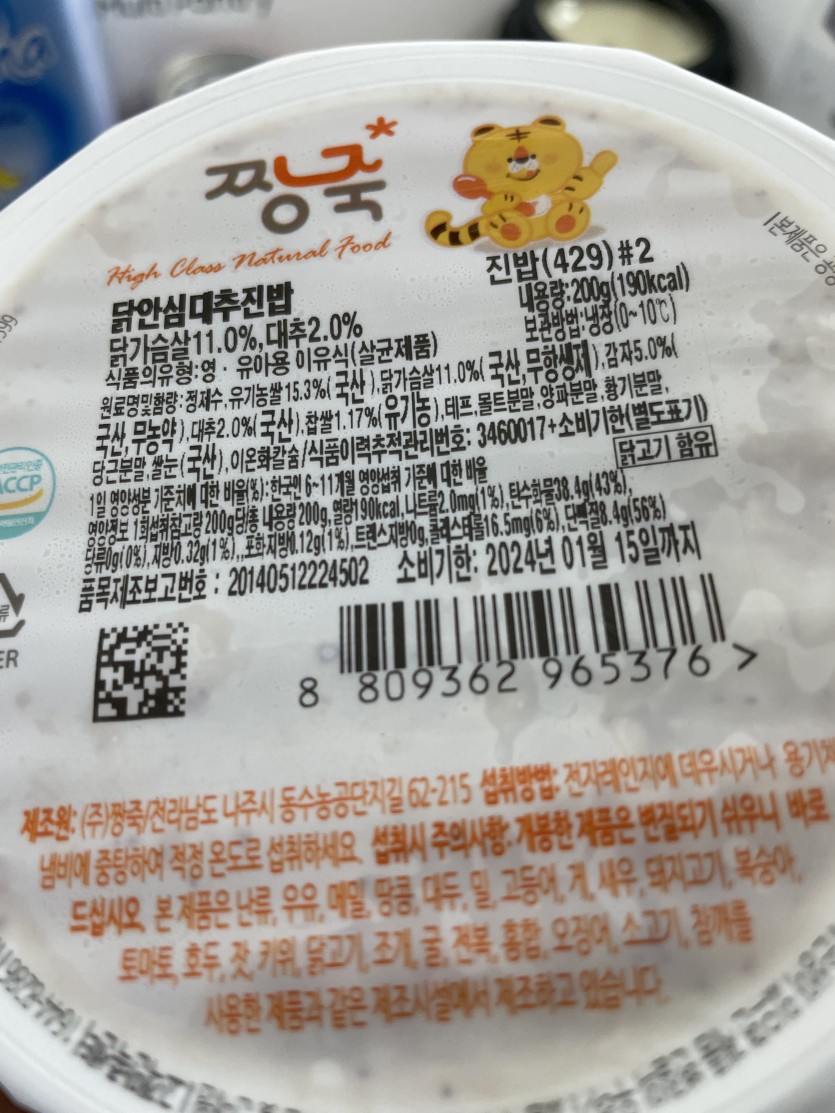 짱죽
High Class Natural Food
진밥(429)#2
닭안심대추진밥
내용량:200g(190kcal)
닭가슴살11.0%,대추2.0%
보관방법:냉장(0~10℃)
식품의유형:영·유아용 이유식(살균제품)
원료명및함량:정제수,유기농쌀15.3%(국산),닭가슴살11.0%(국산,무항생제),감자5.0%(
국산,무농약),대추2.0%(국산),찹쌀1.17%(유기농),테프,몰트분말,양파분말,황기분말,
당근분말,쌀눈(국산),이온화칼슘/식품이력추적관리번호: 3460017+소비기한(별도표기)
닭고기 함유
1일 영양성분 기준치에 대한 비율(%):한국인 6~11개월 영양섭취 기준에 대한 비율
영양정보 1회섭취참고량 200g당/총 내용량 200g,열량190kcal,나트륨2.0mg(1%),탄수화물38.4g(43%),
당류0g(0%),지방0.32g(1%),포화지방0.12g(1%),트랜스지방0g,콜레스테롤16.5mg(6%),단백질8.4g(56%)
품목제조보고번호 : 20140512224502 소비기한: 2024년 01월 15일까지
8 809362 965376 >
제조원: (주)짱죽/전라남도 나주시 동수농공단지길 62-215 섭취방법: 전자레인지에 데우시거나 용기째
냄비에 중탕하여 적정 온도로 섭취하세요. 섭취시 주의사항: 개봉한 제품은 변질되기 쉬우니 바로
드십시오. 본 제품은 난류, 우유, 메밀, 땅콩, 대두, 밀, 고등어, 게, 새우, 돼지고기, 복숭아,
토마토, 호두, 잣, 키위, 닭고기, 조개, 굴, 전복, 홍합, 오징어, 소고기, 참깨를
사용한 제품과 같은 제조시설에서 제조하고 있습니다.
본제품은
ACCP